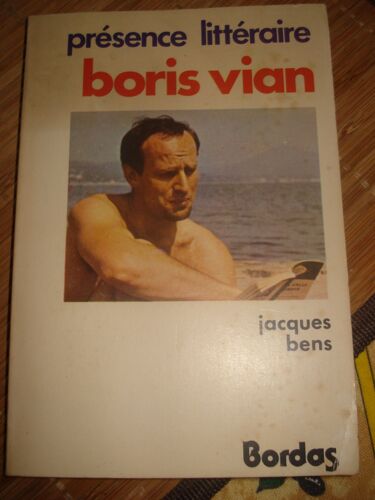 présence littéraire
boris vian
jacques
bens
Bordas